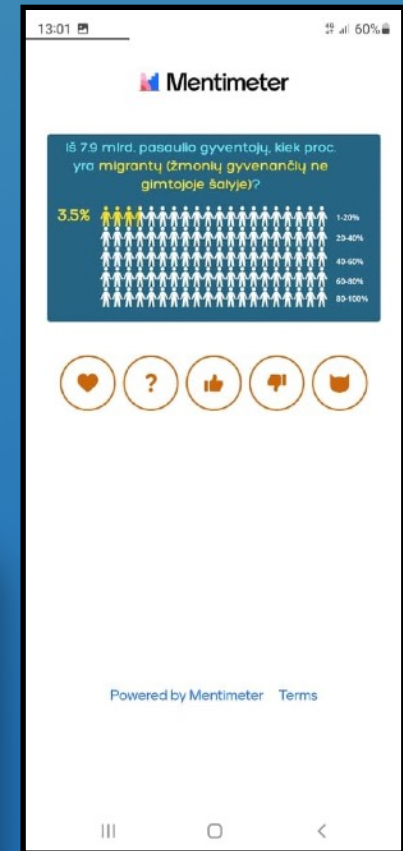 13:01
60%
Mentimeter
Iš 7.9 mlrd. pasaulio gyventojų, kiek proc.
yra migrantų (žmonių gyvenančių ne
gimtojoje šalyje)?
3.5%
1-20%
20-40%
40-60%
60-80%
80-100%
?
Powered by Mentimeter Terms